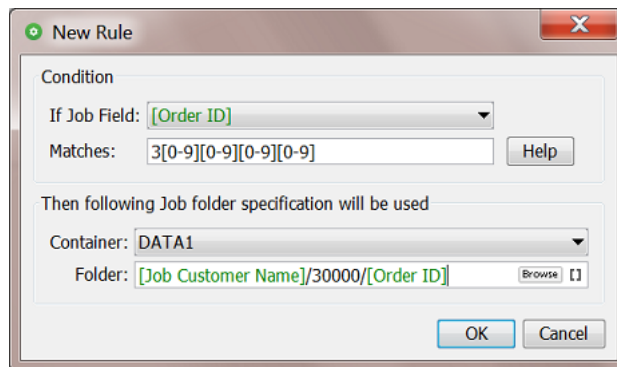 New Rule
Condition
If Job Field: [Order ID]
Matches: 3[0-9][0-9][0-9][0-9] Help
Then following Job folder specification will be used
Container: DATA1
Folder: [Job Customer Name]/30000/[Order ID] Browse []
OK Cancel